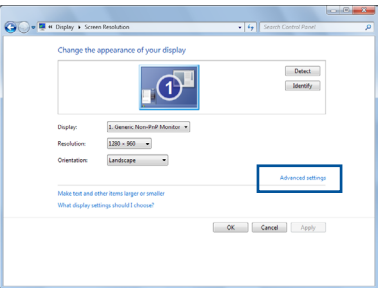 « Display ▸ Screen Resolution
Search Control Panel
Change the appearance of your display
1
Detect
Identify
Display:
1. Generic Non-PnP Monitor
Resolution:
1280 × 960
Orientation:
Landscape
Advanced settings
Make text and other items larger or smaller
What display settings should I choose?
OK
Cancel
Apply